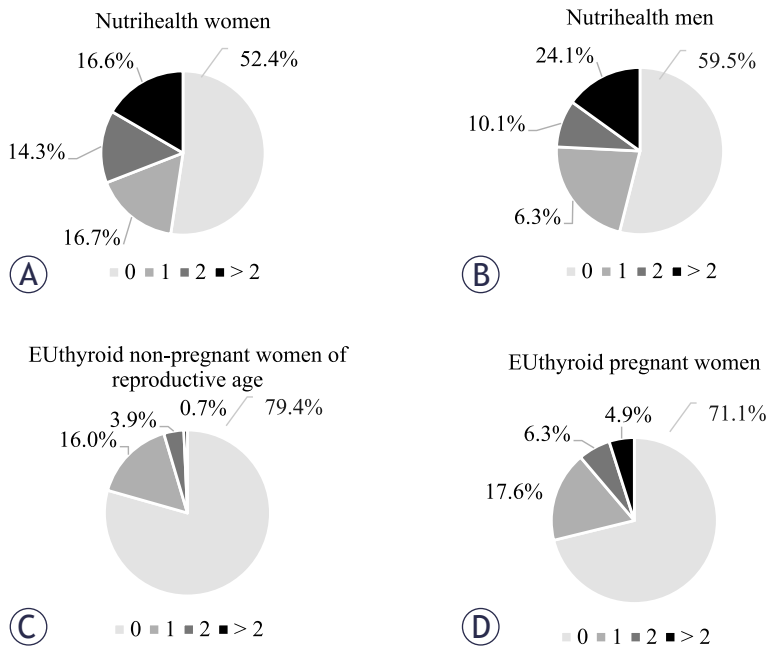 Nutrihealth women
16.6%
52.4%
14.3%
16.7%
A
0 1 2 > 2
Nutrihealth men
24.1%
59.5%
10.1%
6.3%
B
0 1 2 > 2
EUthyroid non-pregnant women of
reproductive age
0.7%
79.4%
3.9%
16.0%
C
0 1 2 > 2
EUthyroid pregnant women
4.9%
71.1%
6.3%
17.6%
D
0 1 2 > 2